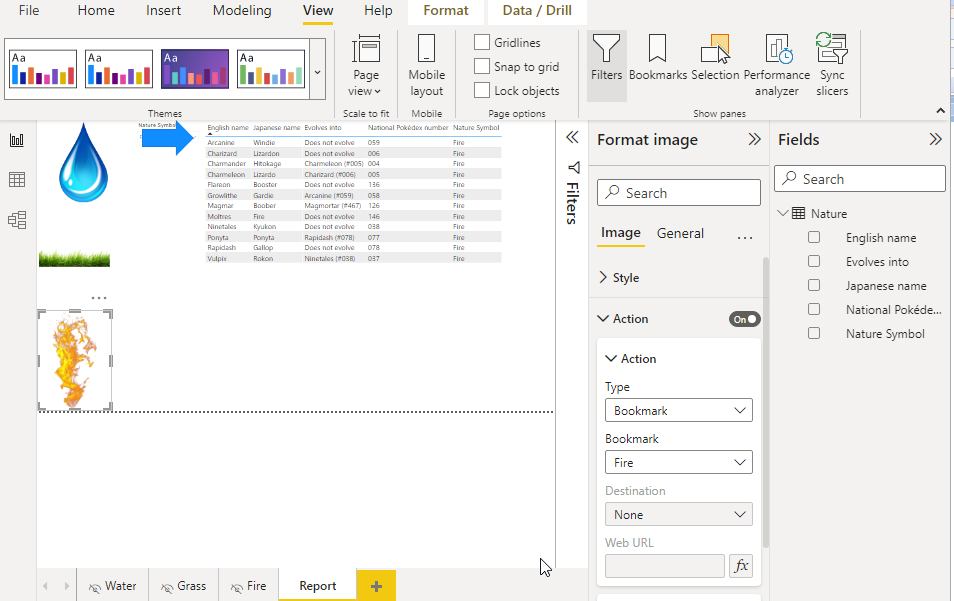 File Home Insert Modeling View Help Format Data / Drill
Aa Aa Aa Aa
Page view
Mobile layout
Gridlines
Snap to grid
Lock objects
Filters Bookmarks Selection Performance analyzer Sync slicers
Themes Scale to fit Mobile Page options Show panes
Nature Symbol
English name Japanese name Evolves into National Pokédex number Nature Symbol
Arcanine Windie Does not evolve 059 Fire
Charizard Lizardon Does not evolve 006 Fire
Charmander Hitokage Charmeleon (#005) 004 Fire
Charmeleon Lizardo Charizard (#006) 005 Fire
Flareon Booster Does not evolve 136 Fire
Growlithe Gardie Arcanine (#059) 058 Fire
Magmar Boober Magmortar (#467) 126 Fire
Moltres Fire Does not evolve 146 Fire
Ninetales Kyukon Does not evolve 038 Fire
Ponyta Ponyta Rapidash (#078) 077 Fire
Rapidash Gallop Does not evolve 078 Fire
Vulpix Rokon Ninetales (#038) 037 Fire
Filters
Format image
Search
Image General ...
Style
Action On
Action
Type
Bookmark
Bookmark
Fire
Destination
None
Web URL
fx
Fields
Search
Nature
English name
Evolves into
Japanese name
National Pokéde...
Nature Symbol
Water Grass Fire Report +